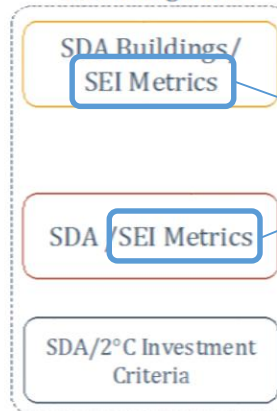 SDA Buildings/
SEI Metrics
SDA /SEI Metrics
SDA/2°C Investment
Criteria